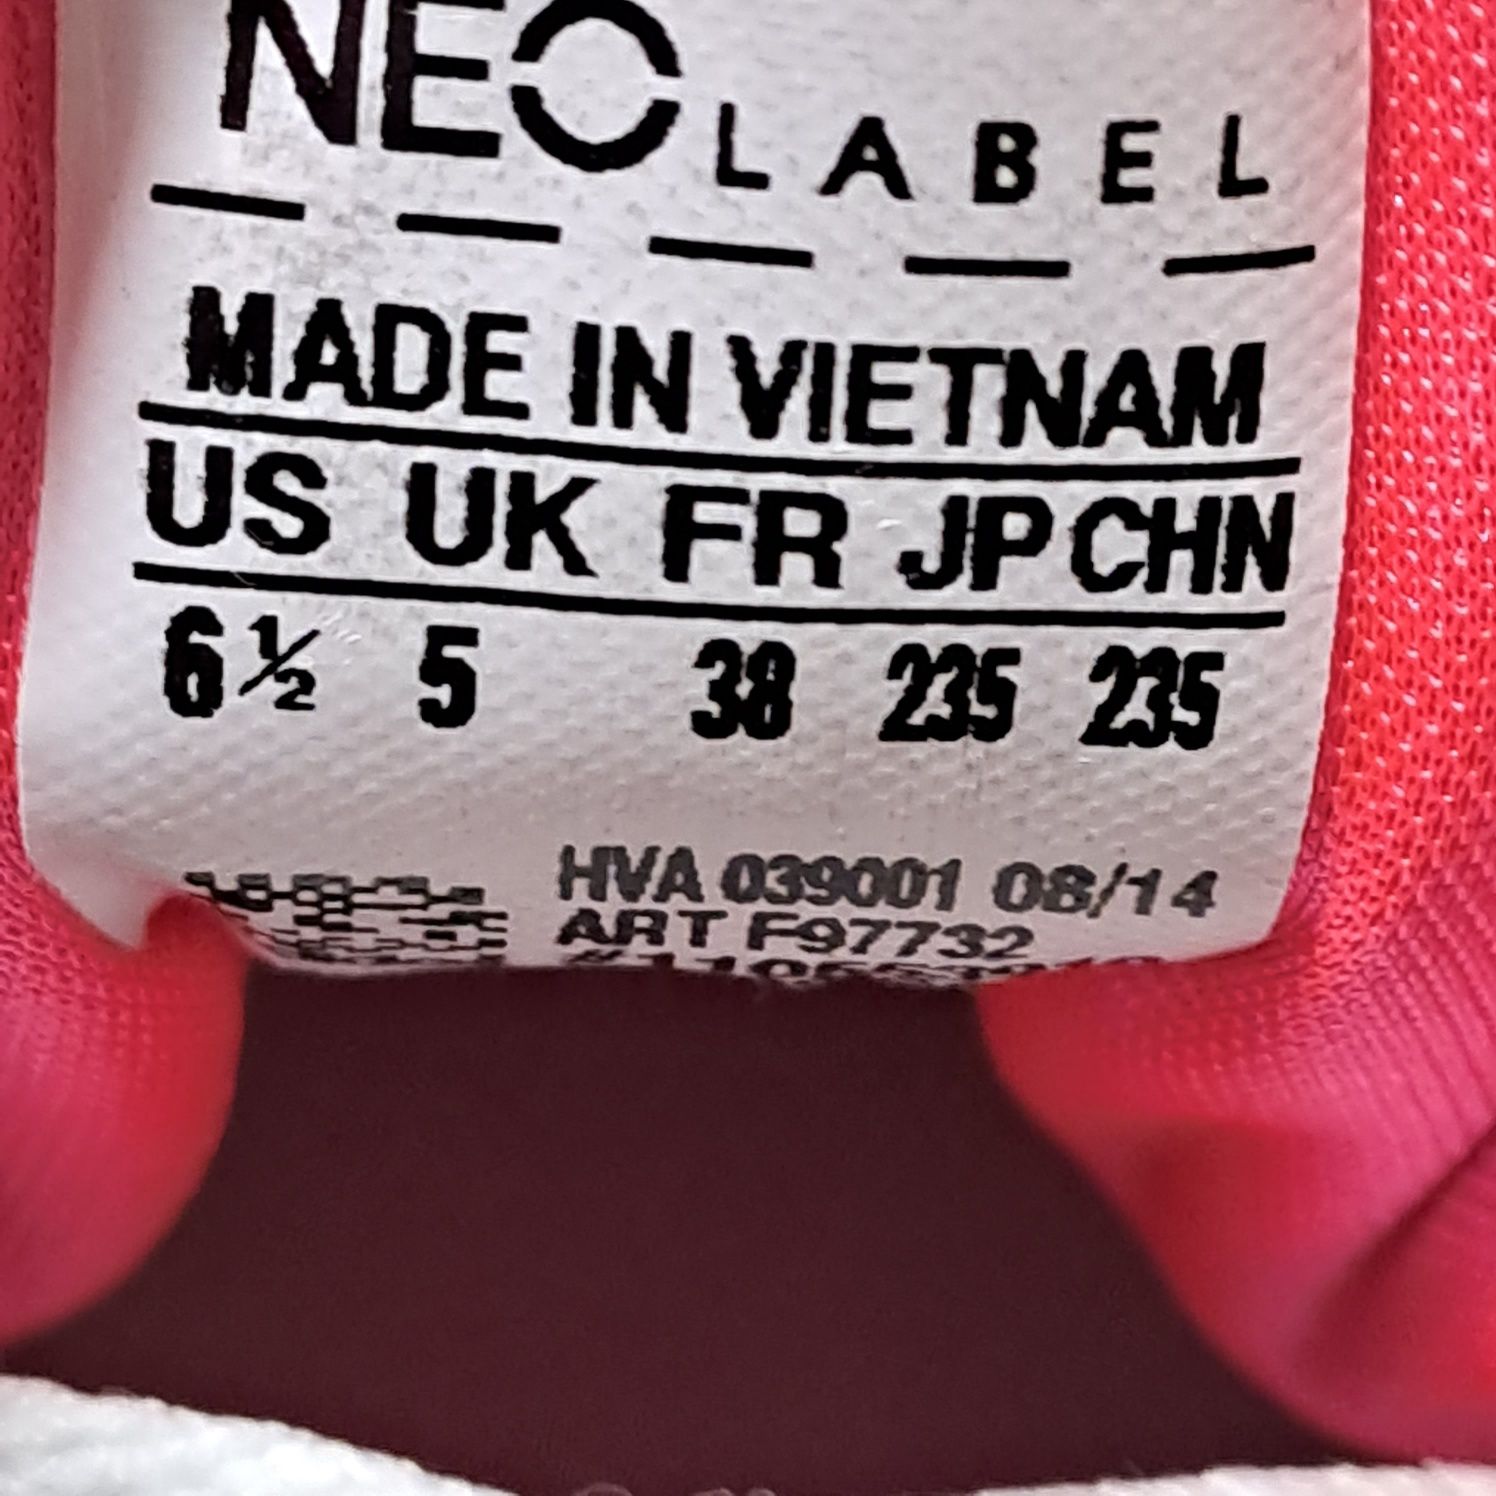 NEO LABEL
MADE IN VIETNAM
US UK FR JP CHN
6½ 5 38 235 235
HVA 039001 08/14
ART F97732